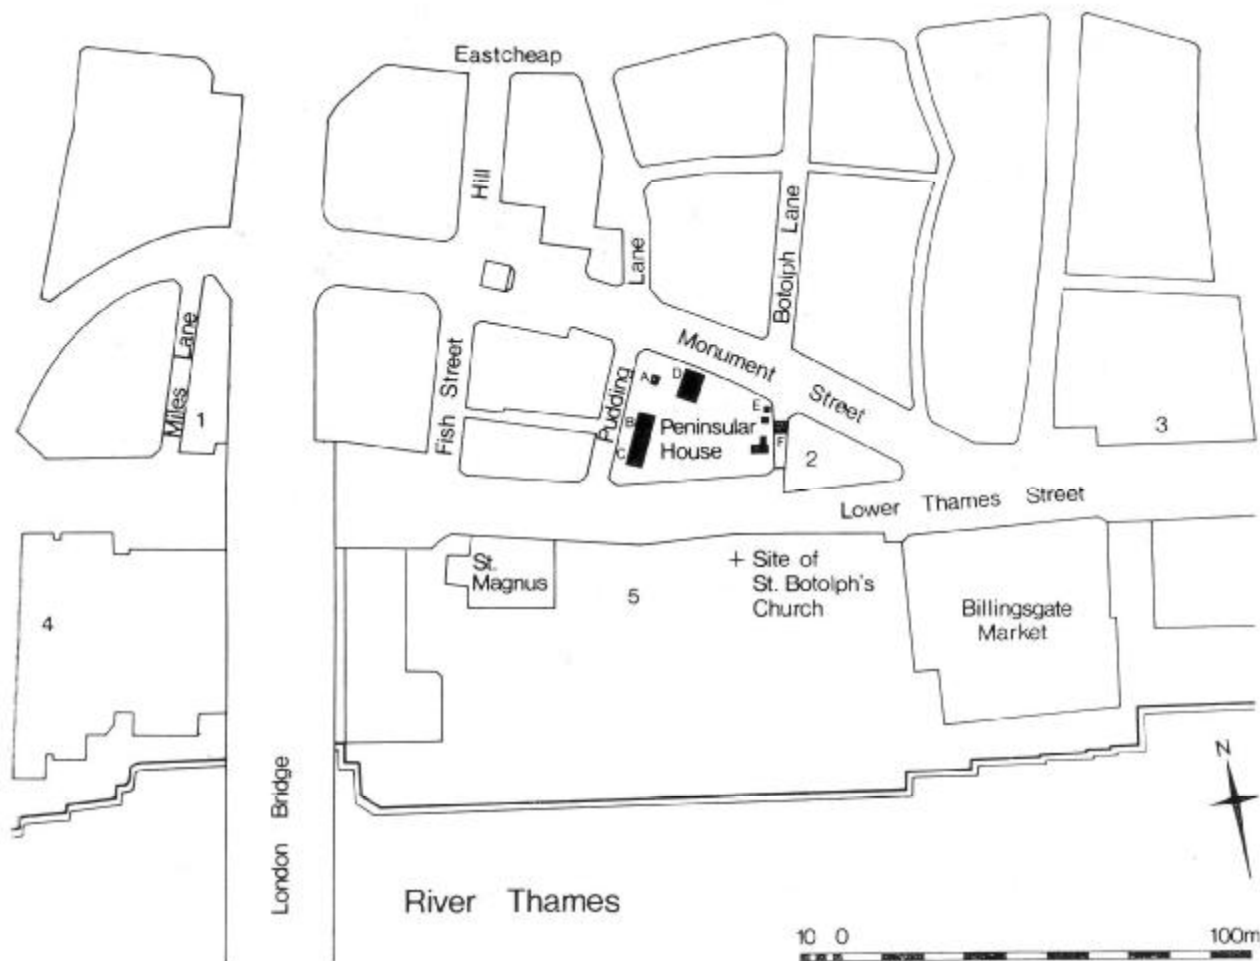 Eastcheap
Hill
Lane
Botolph Lane
Miles Lane
1
Fish Street
Pudding
Monument
Street
A
D
B
C
E
F
Peninsular
House
2
3
Lower Thames Street
St.
Magnus
+ Site of
St. Botolph's
Church
4
5
Billingsgate
Market
London Bridge
River Thames
N
10 0 100m